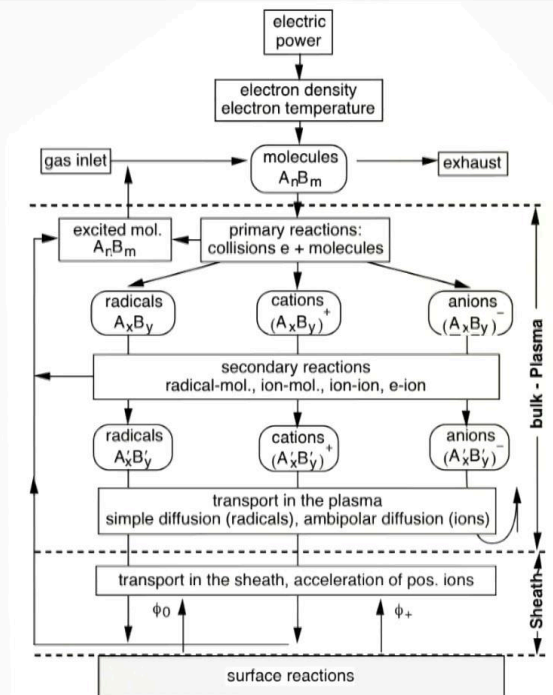 electric
power
electron density
electron temperature
gas inlet
molecules
AnBm
exhaust
excited mol.
ArBm
primary reactions:
collisions e + molecules
radicals
AxBy
cations
(AxBy)+
anions
(AxBy)−
secondary reactions
radical-mol., ion-mol., ion-ion, e-ion
radicals
A′xB′y
cations
(A′xB′y)+
anions
(A′xB′y)−
transport in the plasma
simple diffusion (radicals), ambipolar diffusion (ions)
bulk - Plasma
transport in the sheath, acceleration of pos. ions
ϕ0
ϕ+
Sheath
surface reactions